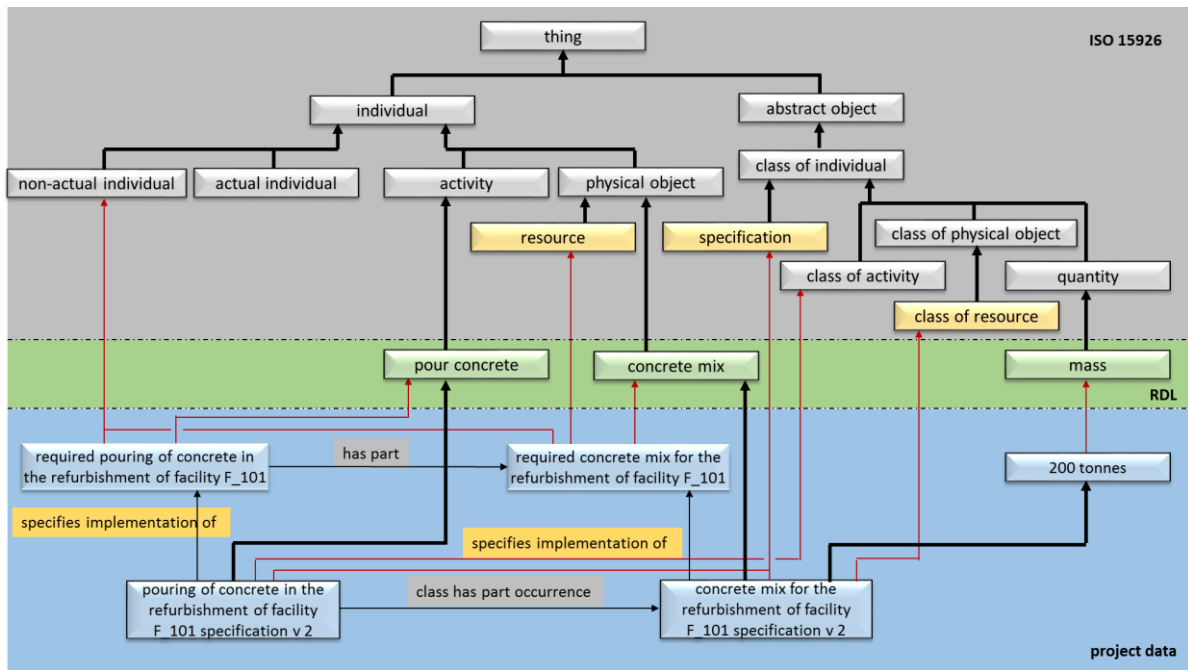 thing
ISO 15926
individual
abstract object
class of individual
non-actual individual
actual individual
activity
physical object
resource
specification
class of physical object
class of activity
quantity
class of resource
pour concrete
concrete mix
mass
RDL
required pouring of concrete in
the refurbishment of facility F_101
has part
required concrete mix for the
refurbishment of facility F_101
200 tonnes
specifies implementation of
specifies implementation of
pouring of concrete in the
refurbishment of facility
F_101 specification v 2
class has part occurrence
concrete mix for the
refurbishment of facility
F_101 specification v 2
project data